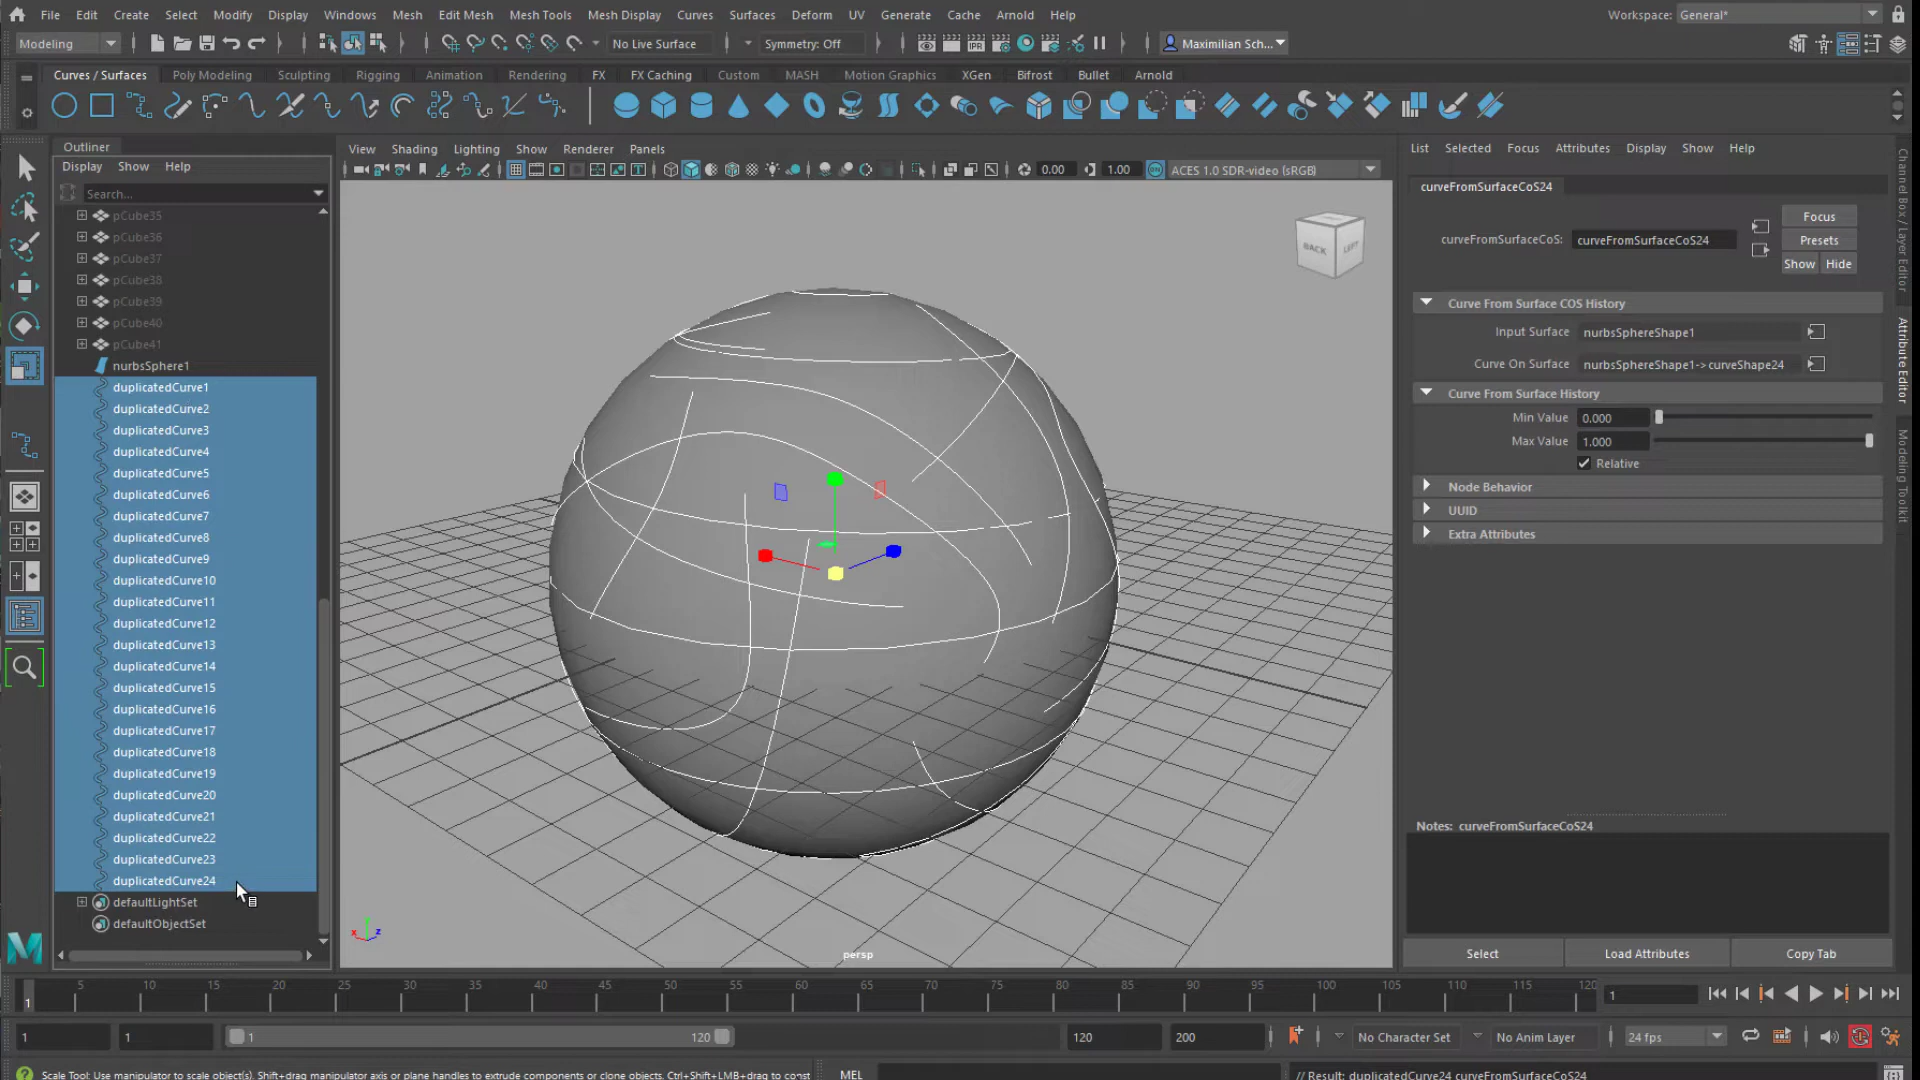 File Edit Create Select Modify Display Windows Mesh Edit Mesh Mesh Tools Mesh Display Curves Surfaces Deform UV Generate Cache Arnold Help Workspace: General*
Modeling No Live Surface Symmetry: Off IPR Maximilian Sch...
Curves / Surfaces Poly Modeling Sculpting Rigging Animation Rendering FX FX Caching Custom MASH Motion Graphics XGen Bifrost Bullet Arnold
Outliner
Display Show Help
Search...
pCube35
pCube36
pCube37
pCube38
pCube39
pCube40
pCube41
nurbsSphere1
duplicatedCurve1
duplicatedCurve2
duplicatedCurve3
duplicatedCurve4
duplicatedCurve5
duplicatedCurve6
duplicatedCurve7
duplicatedCurve8
duplicatedCurve9
duplicatedCurve10
duplicatedCurve11
duplicatedCurve12
duplicatedCurve13
duplicatedCurve14
duplicatedCurve15
duplicatedCurve16
duplicatedCurve17
duplicatedCurve18
duplicatedCurve19
duplicatedCurve20
duplicatedCurve21
duplicatedCurve22
duplicatedCurve23
duplicatedCurve24
defaultLightSet
defaultObjectSet
View Shading Lighting Show Renderer Panels
0.00 1.00 ACES 1.0 SDR-video (sRGB)
BACK LEFT
x y z
persp
List Selected Focus Attributes Display Show Help
curveFromSurfaceCoS24
curveFromSurfaceCoS: curveFromSurfaceCoS24
Focus
Presets
Show Hide
Curve From Surface COS History
Input Surface nurbsSphereShape1
Curve On Surface nurbsSphereShape1->curveShape24
Curve From Surface History
Min Value 0.000
Max Value 1.000
Relative
Node Behavior
UUID
Extra Attributes
Notes: curveFromSurfaceCoS24
Select Load Attributes Copy Tab
Channel Box / Layer Editor
Attribute Editor
Modeling Toolkit
1 5 10 15 20 25 30 35 40 45 50 55 60 65 70 75 80 85 90 95 100 105 110 115 120 1
1 1 1 120 120 200 No Character Set No Anim Layer 24 fps
Scale Tool: Use manipulator to scale object(s). Shift+drag manipulator axis or plane handles to extrude components or clone objects. Ctrl+Shift+LMB+drag to const MEL // Result: duplicatedCurve24 curveFromSurfaceCoS24